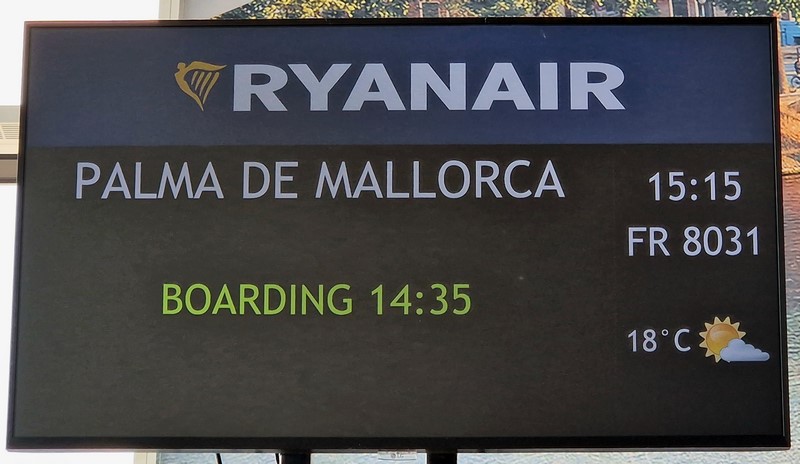 RYANAIR
PALMA DE MALLORCA 15:15
FR 8031
BOARDING 14:35
18°C